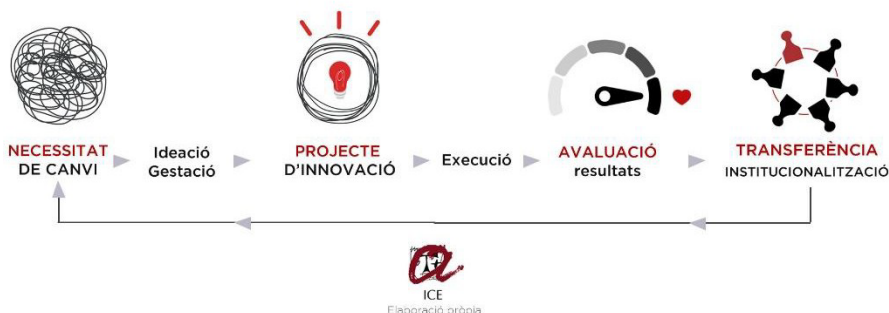 NECESSITAT
DE CANVI
Ideació
Gestació
PROJECTE
D'INNOVACIÓ
Execució
AVALUACIÓ
resultats
TRANSFERÈNCIA
INSTITUCIONALITZACIÓ
ICE
Elaboració pròpia